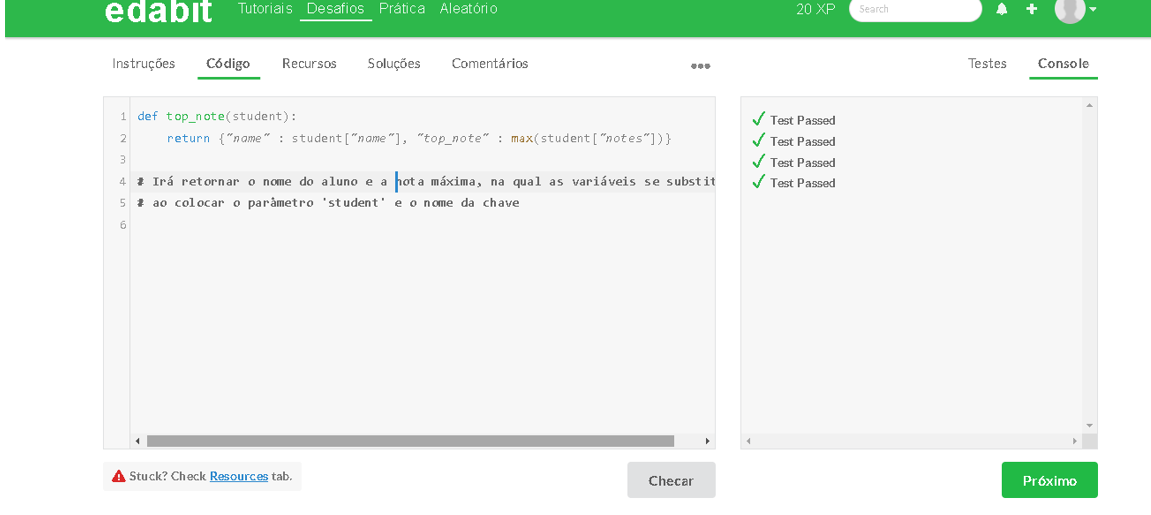 edabit Tutoriais Desafios Prática Aleatório 20 XP Search
Instruções Código Recursos Soluções Comentários Testes Console
1 def top_note(student):
2 return {"name" : student["name"], "top_note" : max(student["notes"])}
3
4 # Irá retornar o nome do aluno e a nota máxima, na qual as variáveis se substit
5 # ao colocar o parâmetro 'student' e o nome da chave
6
Test Passed
Test Passed
Test Passed
Test Passed
Stuck? Check Resources tab.
Checar
Próximo